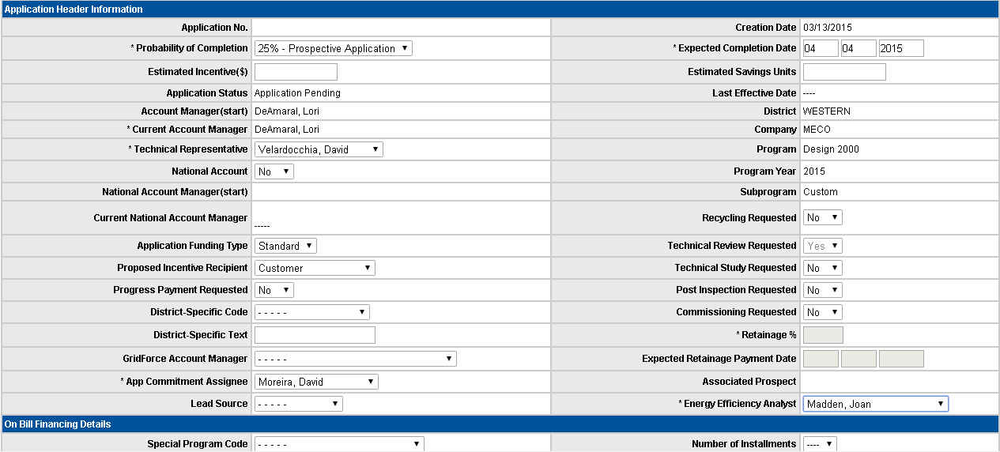 Application Header Information
Application No. Creation Date 03/13/2015
* Probability of Completion 25% - Prospective Application * Expected Completion Date 04 04 2015
Estimated Incentive($) Estimated Savings Units
Application Status Application Pending Last Effective Date ----
Account Manager(start) DeAmaral, Lori District WESTERN
* Current Account Manager DeAmaral, Lori Company MECO
* Technical Representative Velardocchia, David Program Design 2000
National Account No Program Year 2015
National Account Manager(start) Subprogram Custom
Current National Account Manager ----- Recycling Requested No
Application Funding Type Standard Technical Review Requested Yes
Proposed Incentive Recipient Customer Technical Study Requested No
Progress Payment Requested No Post Inspection Requested No
District-Specific Code - - - - - Commissioning Requested No
District-Specific Text * Retainage %
GridForce Account Manager - - - - - Expected Retainage Payment Date
* App Commitment Assignee Moreira, David Associated Prospect
Lead Source - - - - - * Energy Efficiency Analyst Madden, Joan
On Bill Financing Details
Special Program Code - - - - - Number of Installments ----